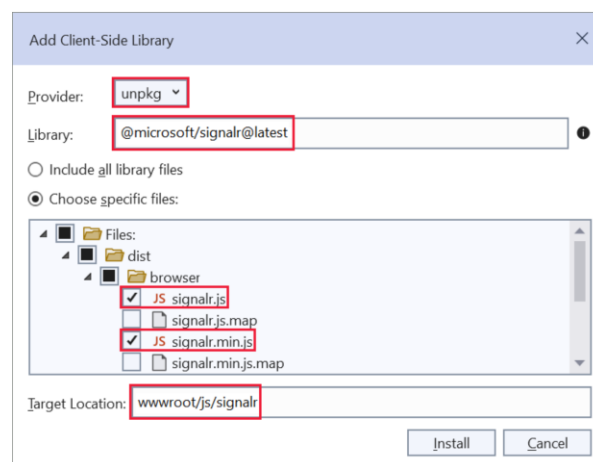 Add Client-Side Library
Provider: unpkg
Library: @microsoft/signalr@latest
Include all library files
Choose specific files:
Files:
dist
browser
JS signalr.js
signalr.js.map
JS signalr.min.js
signalr.min.js.map
Target Location: wwwroot/js/signalr
Install Cancel